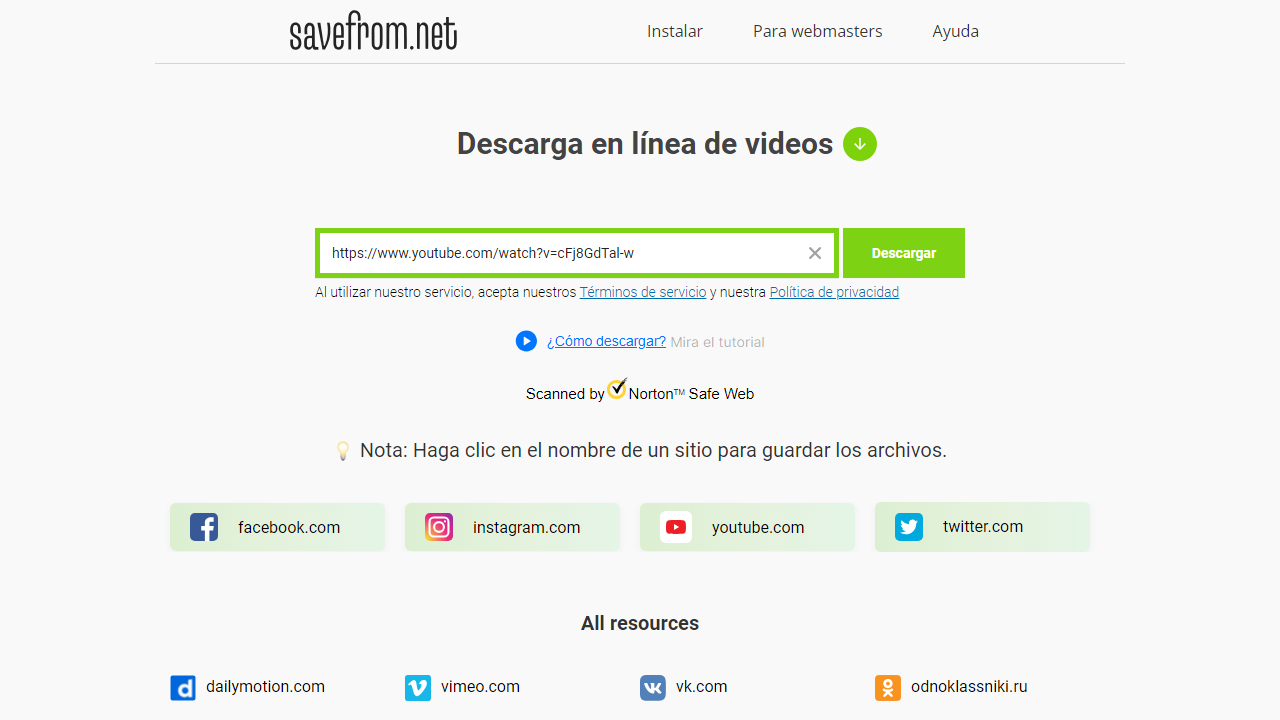 savefrom.net
Instalar Para webmasters Ayuda
Descarga en línea de videos
https://www.youtube.com/watch?v=cFj8GdTal-w
Descargar
Al utilizar nuestro servicio, acepta nuestros Términos de servicio y nuestra Política de privacidad
¿Cómo descargar? Mira el tutorial
Scanned by Norton™ Safe Web
Nota: Haga clic en el nombre de un sitio para guardar los archivos.
facebook.com instagram.com youtube.com twitter.com
All resources
dailymotion.com vimeo.com vk.com odnoklassniki.ru